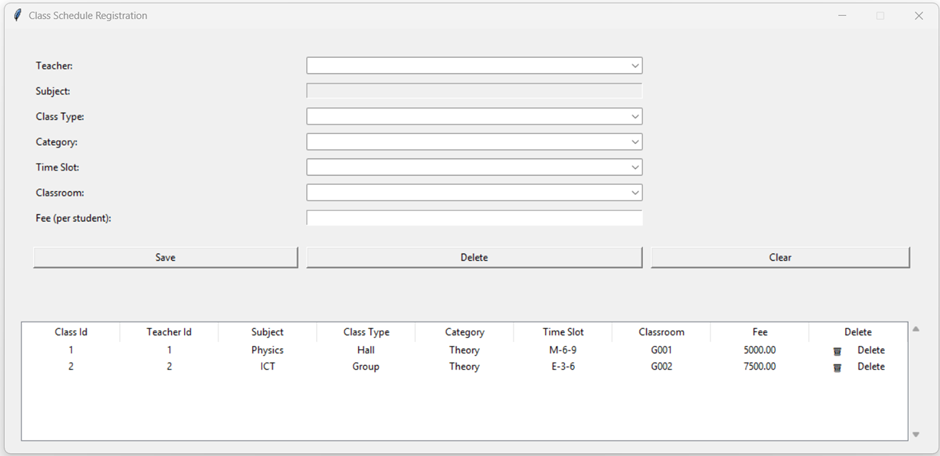 Class Schedule Registration
Teacher:
Subject:
Class Type:
Category:
Time Slot:
Classroom:
Fee (per student):
Save Delete Clear
Class Id Teacher Id Subject Class Type Category Time Slot Classroom Fee Delete
1 1 Physics Hall Theory M-6-9 G001 5000.00 Delete
2 2 ICT Group Theory E-3-6 G002 7500.00 Delete